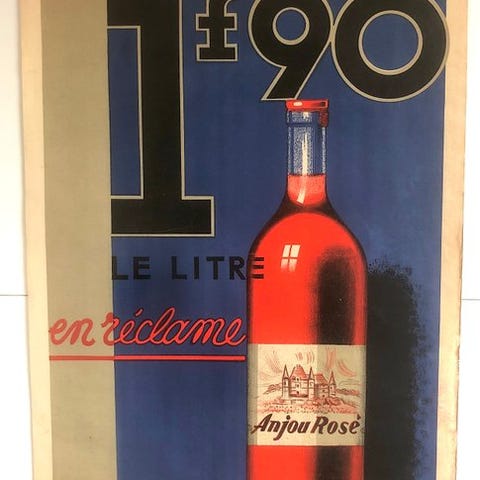 1f90
LE LITRE
en réclame
Anjou Rosé